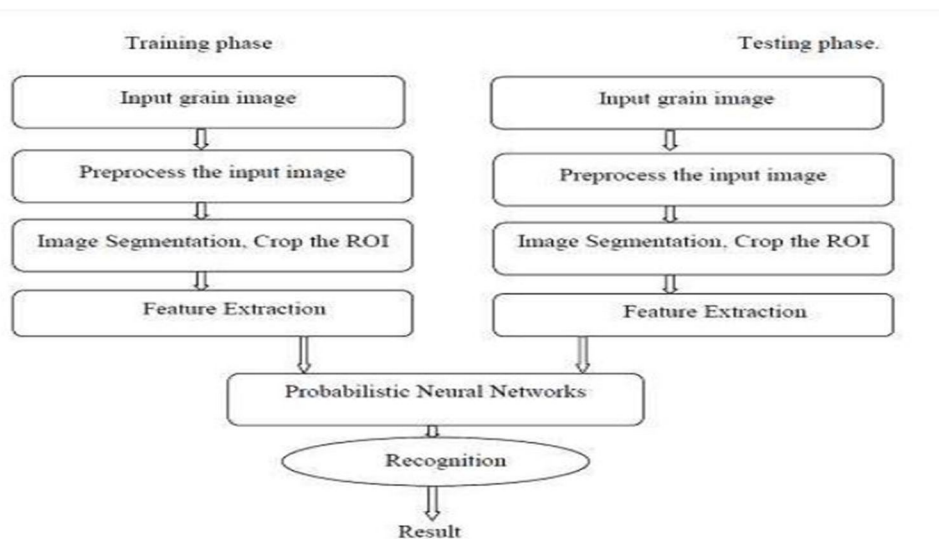 Training phase
Testing phase.
Input grain image
Input grain image
Preprocess the input image
Preprocess the input image
Image Segmentation, Crop the ROI
Image Segmentation, Crop the ROI
Feature Extraction
Feature Extraction
Probabilistic Neural Networks
Recognition
Result